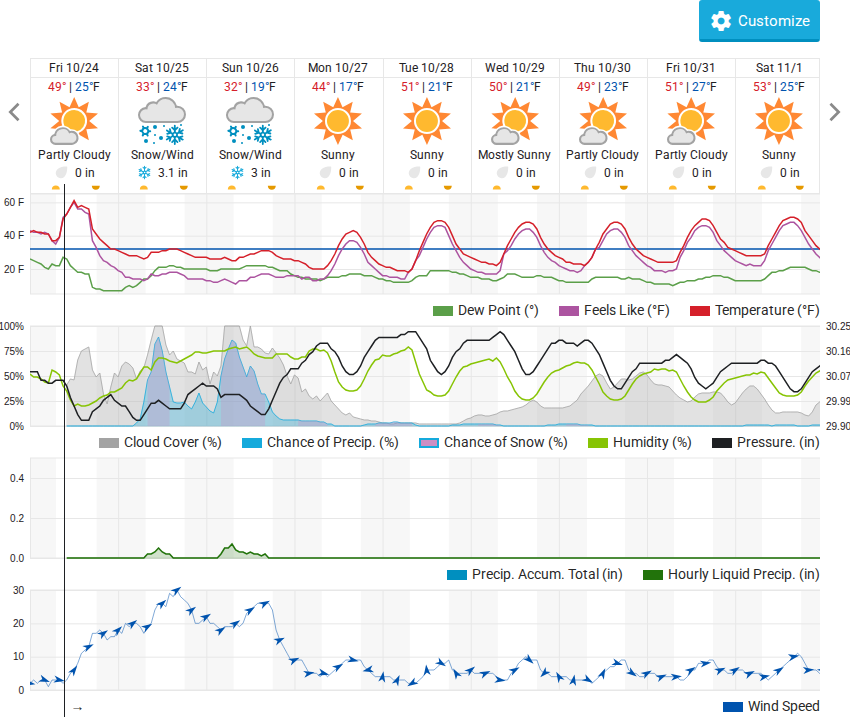 Customize
Fri 10/24 Sat 10/25 Sun 10/26 Mon 10/27 Tue 10/28 Wed 10/29 Thu 10/30 Fri 10/31 Sat 11/1
49° | 25°F 33° | 24°F 32° | 19°F 44° | 17°F 51° | 21°F 50° | 21°F 49° | 23°F 51° | 27°F 53° | 25°F
Partly Cloudy Snow/Wind Snow/Wind Sunny Sunny Mostly Sunny Partly Cloudy Partly Cloudy Sunny
0 in 3.1 in 3 in 0 in 0 in 0 in 0 in 0 in 0 in
60 F
40 F
20 F
Dew Point (°) Feels Like (°F) Temperature (°F)
100% 30.25
75% 30.16
50% 30.07
25% 29.99
0% 29.90
Cloud Cover (%) Chance of Precip. (%) Chance of Snow (%) Humidity (%) Pressure. (in)
0.4
0.2
0.0
Precip. Accum. Total (in) Hourly Liquid Precip. (in)
30
20
10
0
→ Wind Speed